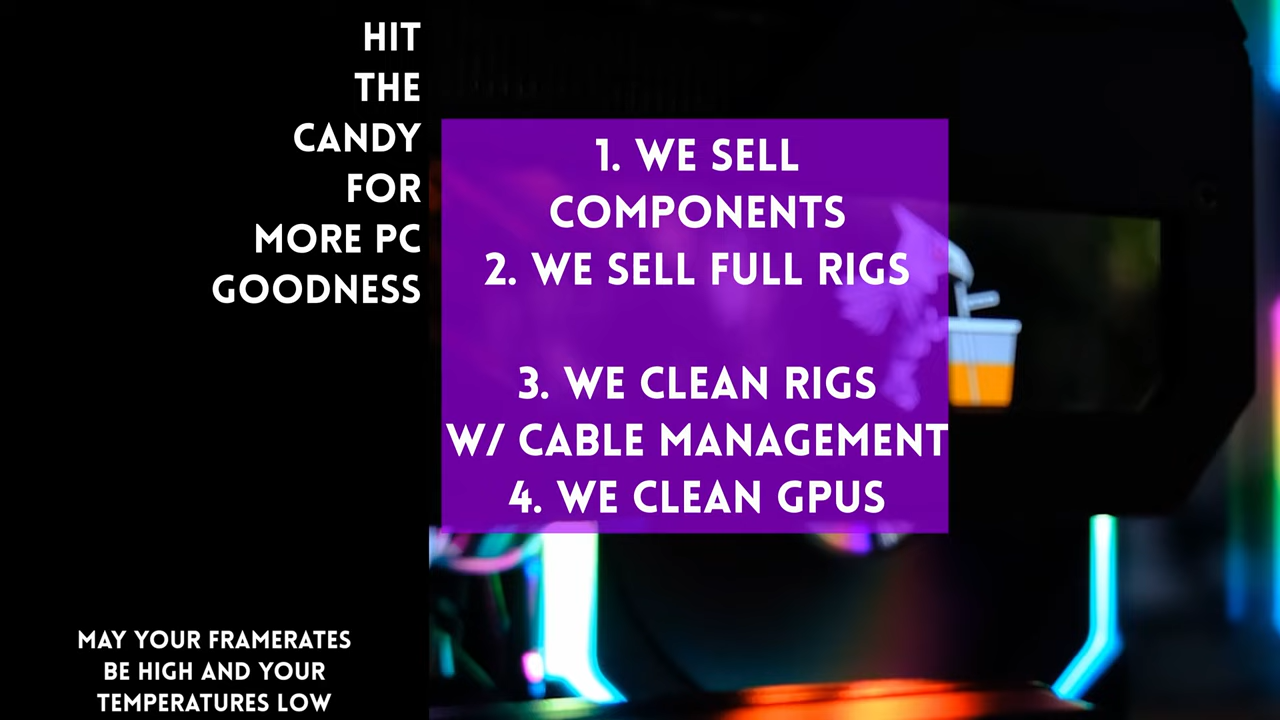 HIT
THE
CANDY
FOR
MORE PC
GOODNESS
1. WE SELL
COMPONENTS
2. WE SELL FULL RIGS
3. WE CLEAN RIGS
W/ CABLE MANAGEMENT
4. WE CLEAN GPUS
MAY YOUR FRAMERATES
BE HIGH AND YOUR
TEMPERATURES LOW